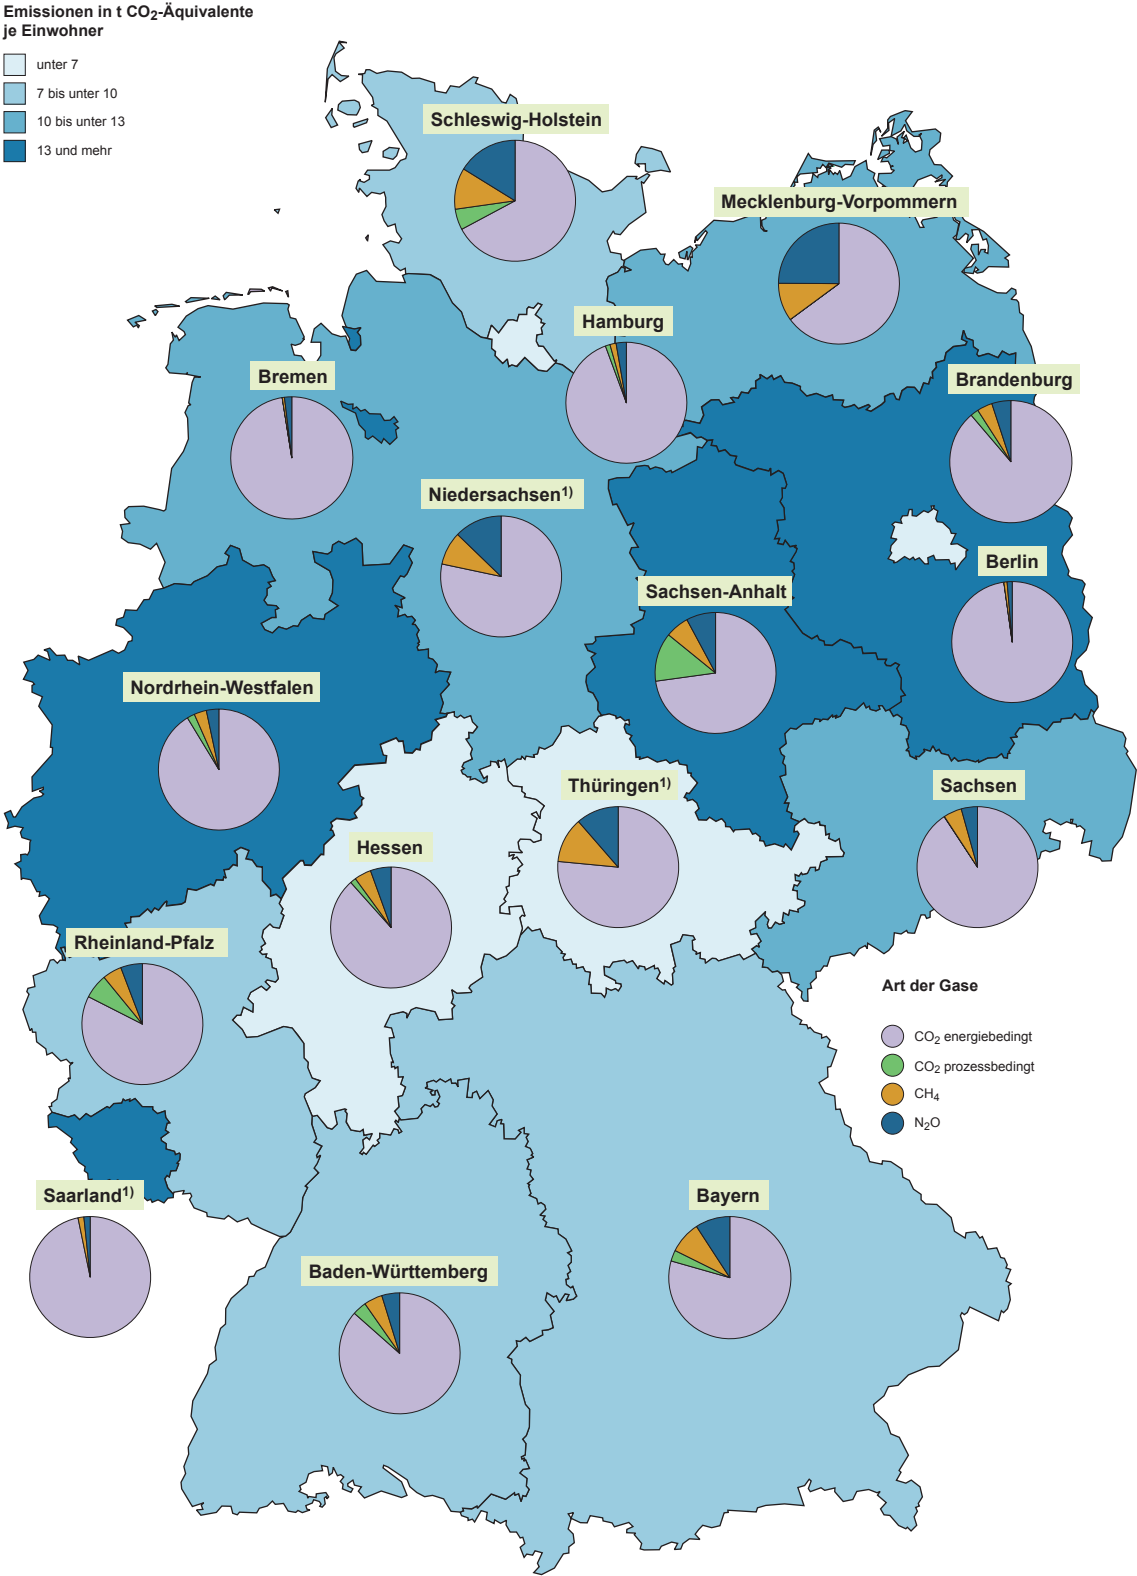 Emissionen in t CO₂-Äquivalente
je Einwohner
unter 7
7 bis unter 10
10 bis unter 13
13 und mehr
Schleswig-Holstein
Mecklenburg-Vorpommern
Hamburg
Bremen
Brandenburg
Niedersachsen¹⁾
Berlin
Sachsen-Anhalt
Nordrhein-Westfalen
Thüringen¹⁾
Sachsen
Hessen
Rheinland-Pfalz
Art der Gase
CO₂ energiebedingt
CO₂ prozessbedingt
CH₄
N₂O
Saarland¹⁾
Bayern
Baden-Württemberg